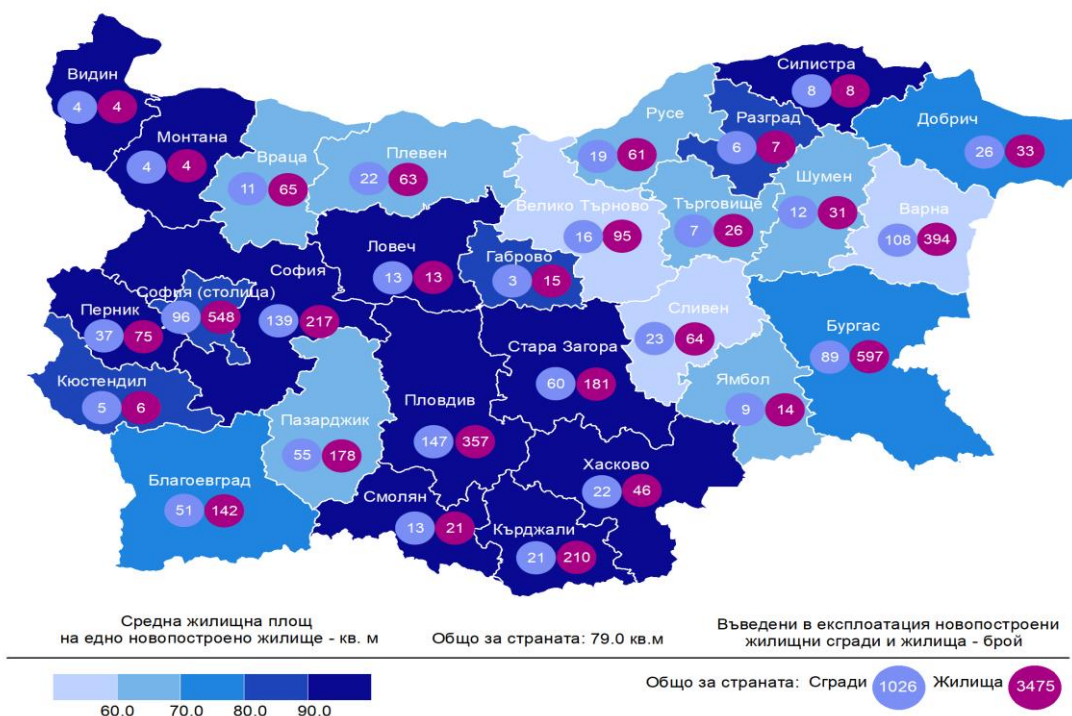 Видин
4 4
Монтана
4 4
Враца
11 65
Плевен
22 63
Русе
19 61
Силистра
8 8
Разград
6 7
Добрич
26 33
Шумен
12 31
Варна
108 394
Търговище
7 26
Велико Търново
16 95
Ловеч
13 13
Габрово
3 15
София
139 217
София (столица)
96 548
Перник
37 75
Кюстендил
5 6
Сливен
23 64
Бургас
89 597
Стара Загора
60 181
Ямбол
9 14
Пловдив
147 357
Пазарджик
55 178
Благоевград
51 142
Хасково
22 46
Смолян
13 21
Кърджали
21 210
Средна жилищна площ
на едно новопостроено жилище - кв. м
Общо за страната: 79.0 кв.м
Въведени в експлоатация новопостроени
жилищни сгради и жилища - брой
60.0 70.0 80.0 90.0
Общо за страната: Сгради 1026 Жилища 3475